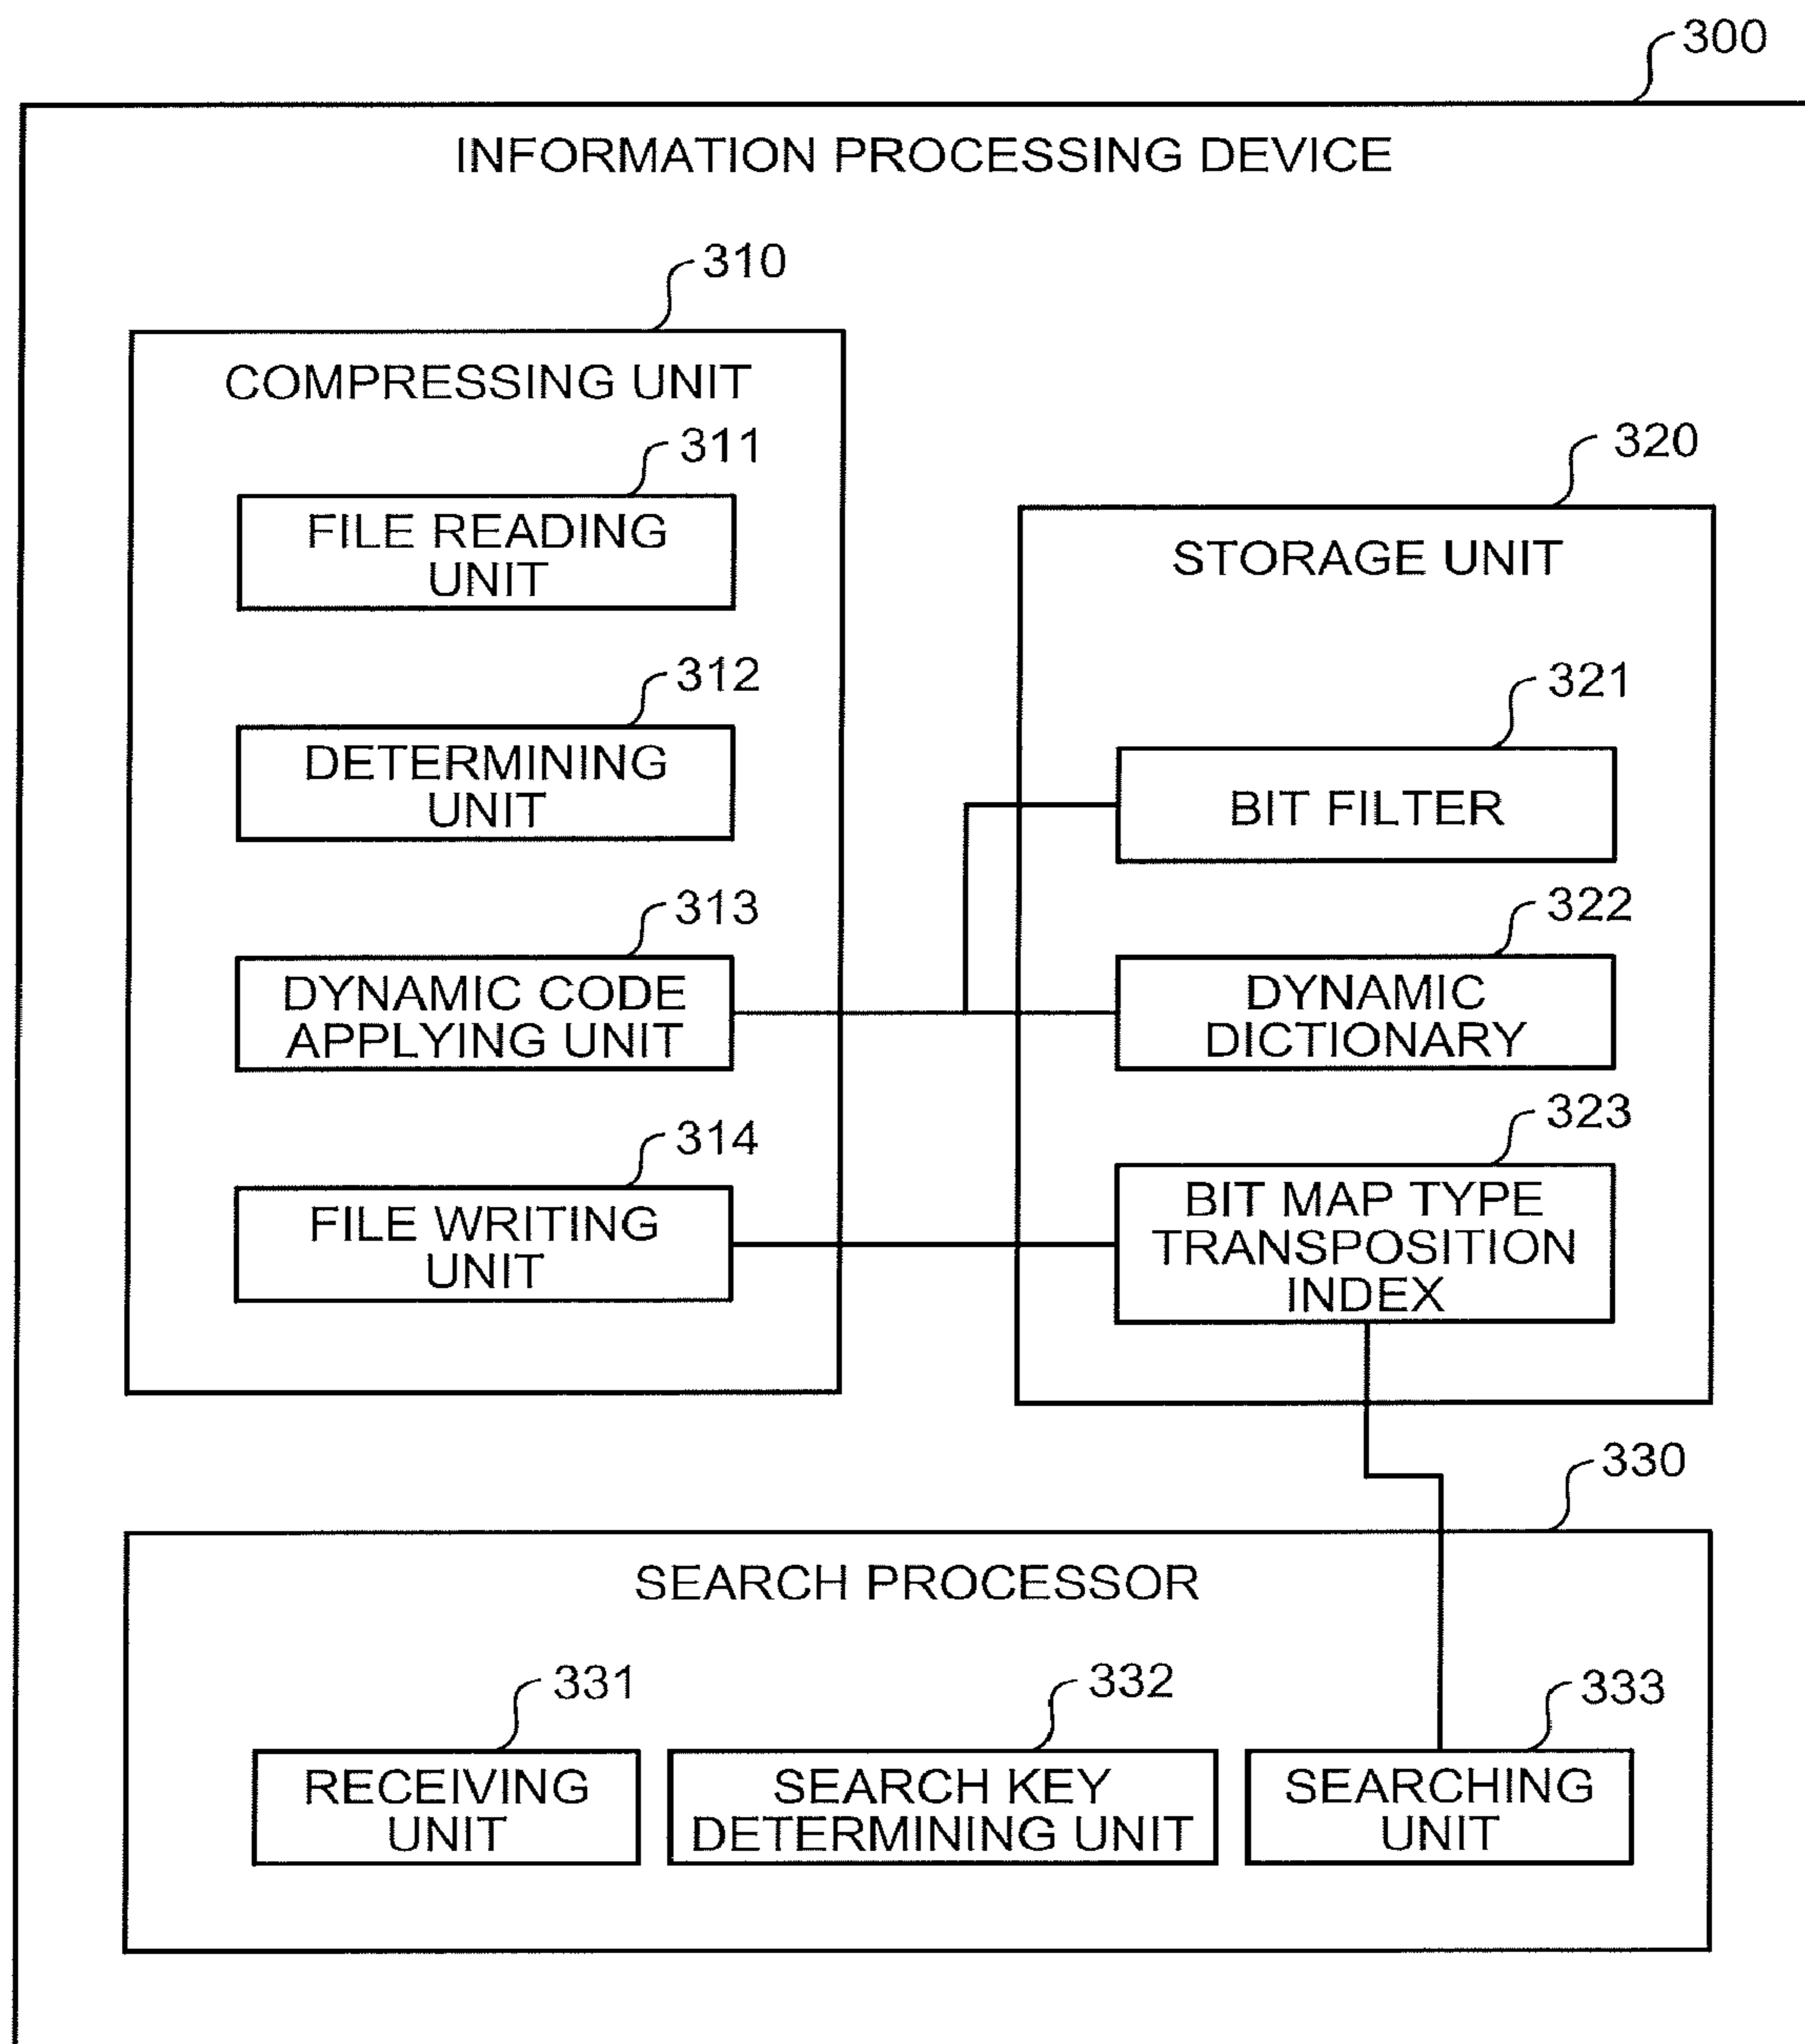 300
INFORMATION PROCESSING DEVICE
310
COMPRESSING UNIT
311
FILE READING
UNIT
312
DETERMINING
UNIT
313
DYNAMIC CODE
APPLYING UNIT
314
FILE WRITING
UNIT
320
STORAGE UNIT
321
BIT FILTER
322
DYNAMIC
DICTIONARY
323
BIT MAP TYPE
TRANSPOSITION
INDEX
330
SEARCH PROCESSOR
331
RECEIVING
UNIT
332
SEARCH KEY
DETERMINING UNIT
333
SEARCHING
UNIT